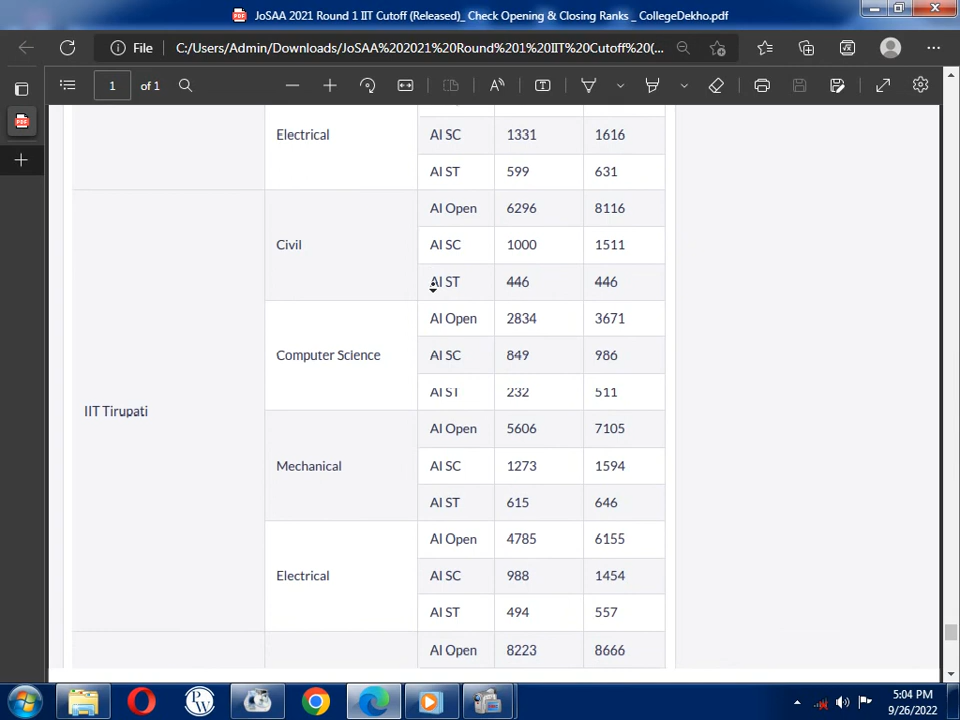 JoSAA 2021 Round 1 IIT Cutoff (Released)_ Check Opening & Closing Ranks _ CollegeDekho.pdf
File C:/Users/Admin/Downloads/JoSAA%202021%20Round%201%20IIT%20Cutoff%20(...
1 of 1
Electrical
AI SC 1331 1616
AI ST 599 631
IIT Tirupati
Civil
AI Open 6296 8116
AI SC 1000 1511
AI ST 446 446
Computer Science
AI Open 2834 3671
AI SC 849 986
AI ST 232 511
Mechanical
AI Open 5606 7105
AI SC 1273 1594
AI ST 615 646
Electrical
AI Open 4785 6155
AI SC 988 1454
AI ST 494 557
AI Open 8223 8666
5:04 PM
9/26/2022